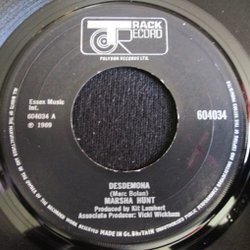 TRACK
RECORD
POLYDOR RECORDS LTD.
Essex Music
Int.
604034 A
℗ 1969
604034
DESDEMONA
(Marc Bolan)
MARSHA HUNT
Produced by Kit Lambert
Associate Producer: Vicki Wickham
MADE IN Gt. BRITAIN